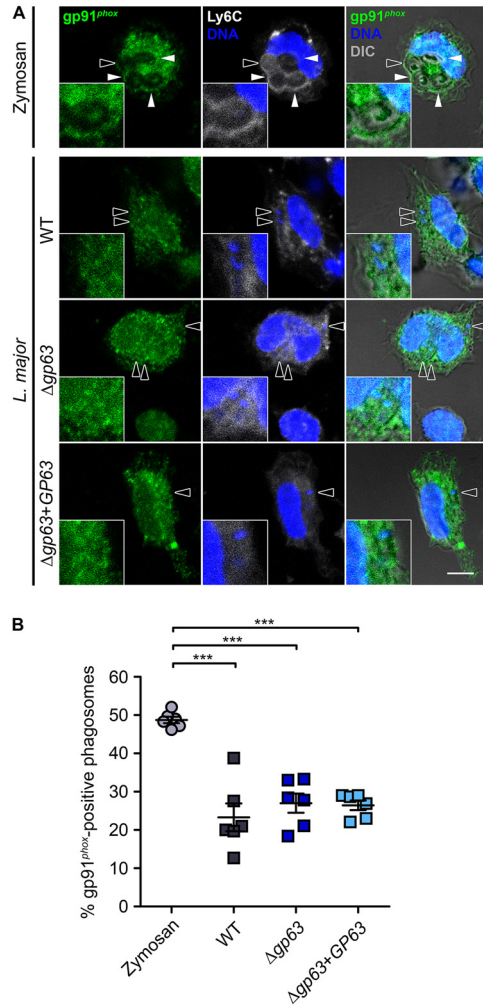 A
gp91phox
Ly6C
DNA
gp91phox
DNA
DIC
Zymosan
L. major
WT
Δgp63
Δgp63+GP63
B
***
***
***
% gp91phox-positive phagosomes
60
50
40
30
20
10
0
Zymosan
WT
Δgp63
Δgp63+GP63